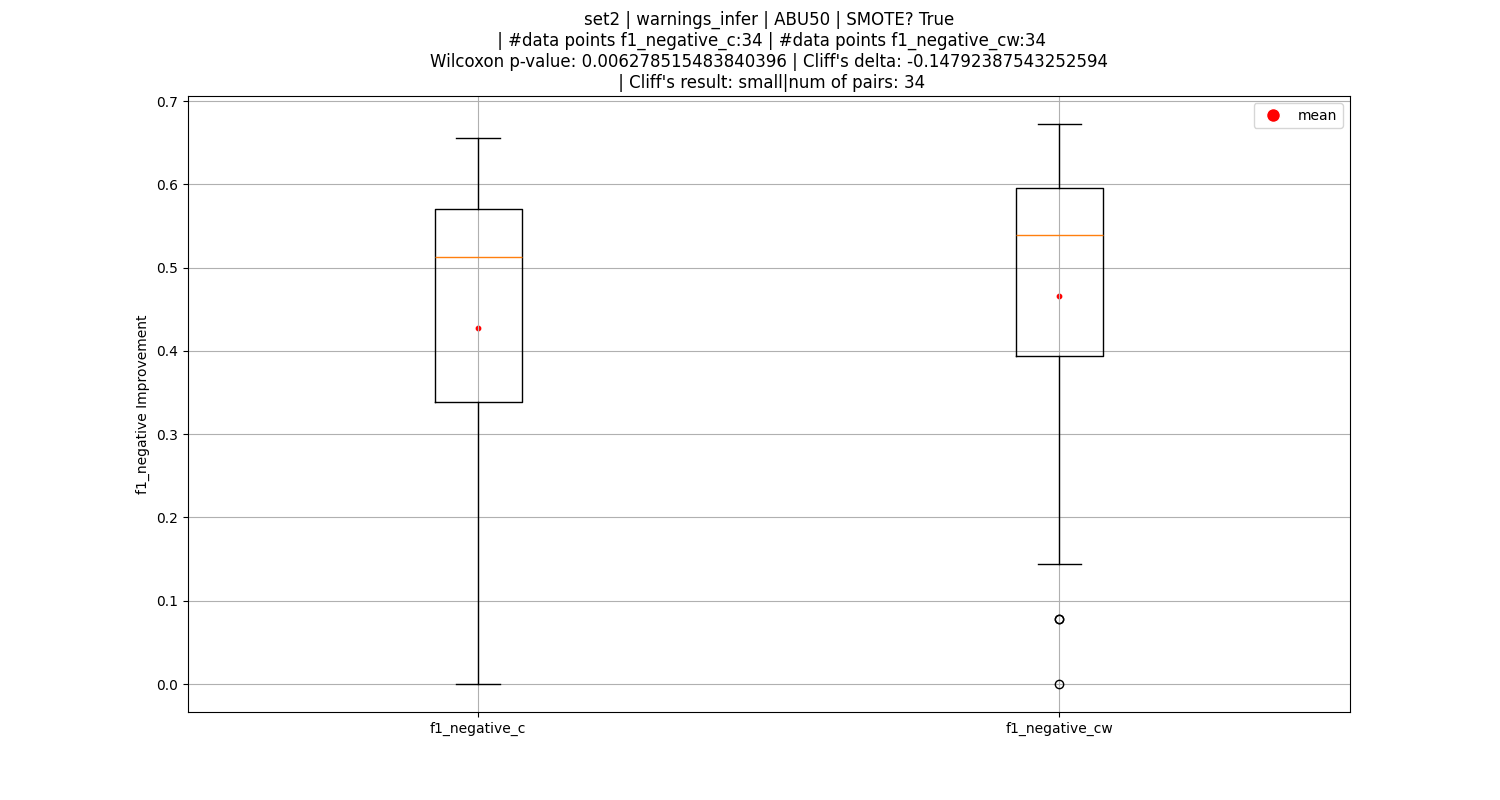 set2 | warnings_infer | ABU50 | SMOTE? True
| #data points f1_negative_c:34 | #data points f1_negative_cw:34
Wilcoxon p-value: 0.006278515483840396 | Cliff's delta: -0.14792387543252594
| Cliff's result: small|num of pairs: 34
mean
0.7
0.6
0.5
0.4
0.3
0.2
0.1
0.0
f1_negative Improvement
f1_negative_c
f1_negative_cw